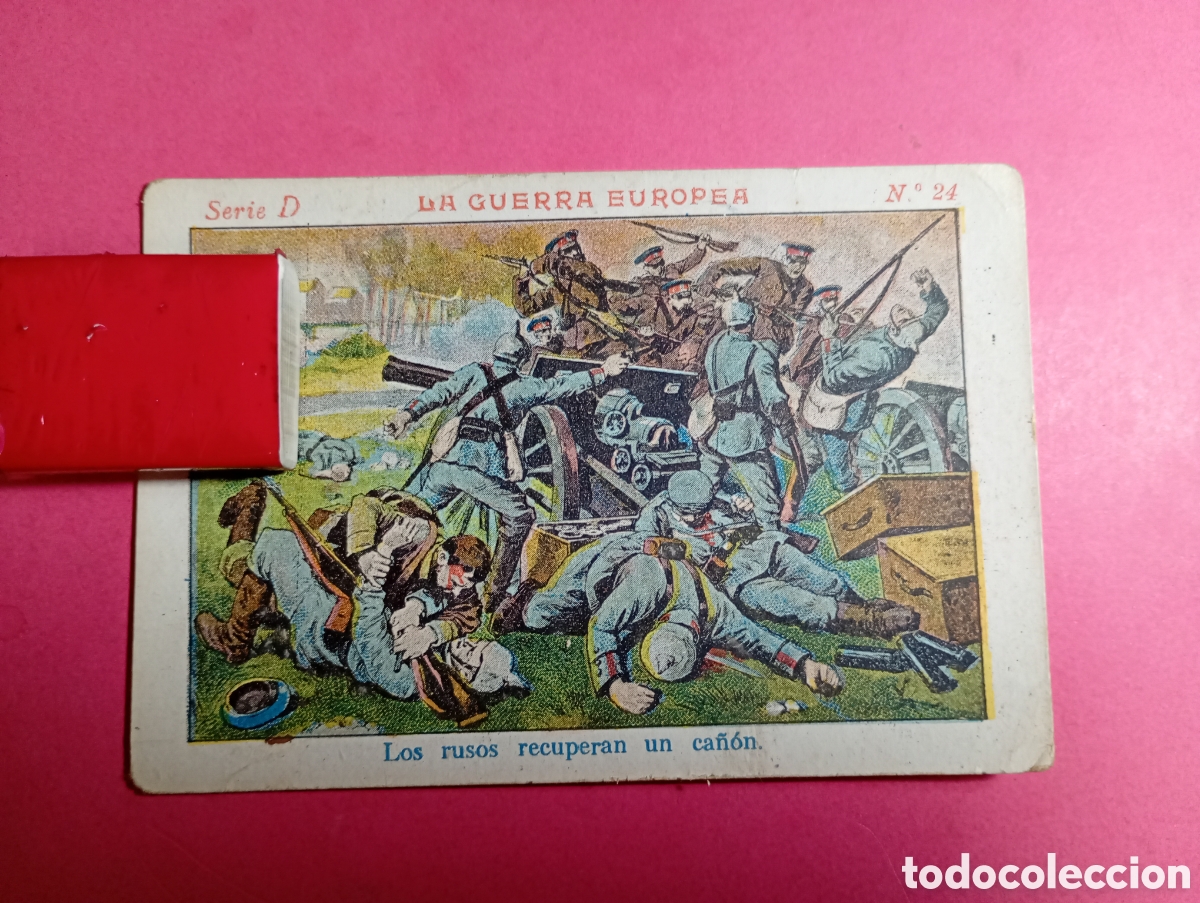 Serie D LA GUERRA EUROPEA N.º 24
Los rusos recuperan un cañón.
todocoleccion